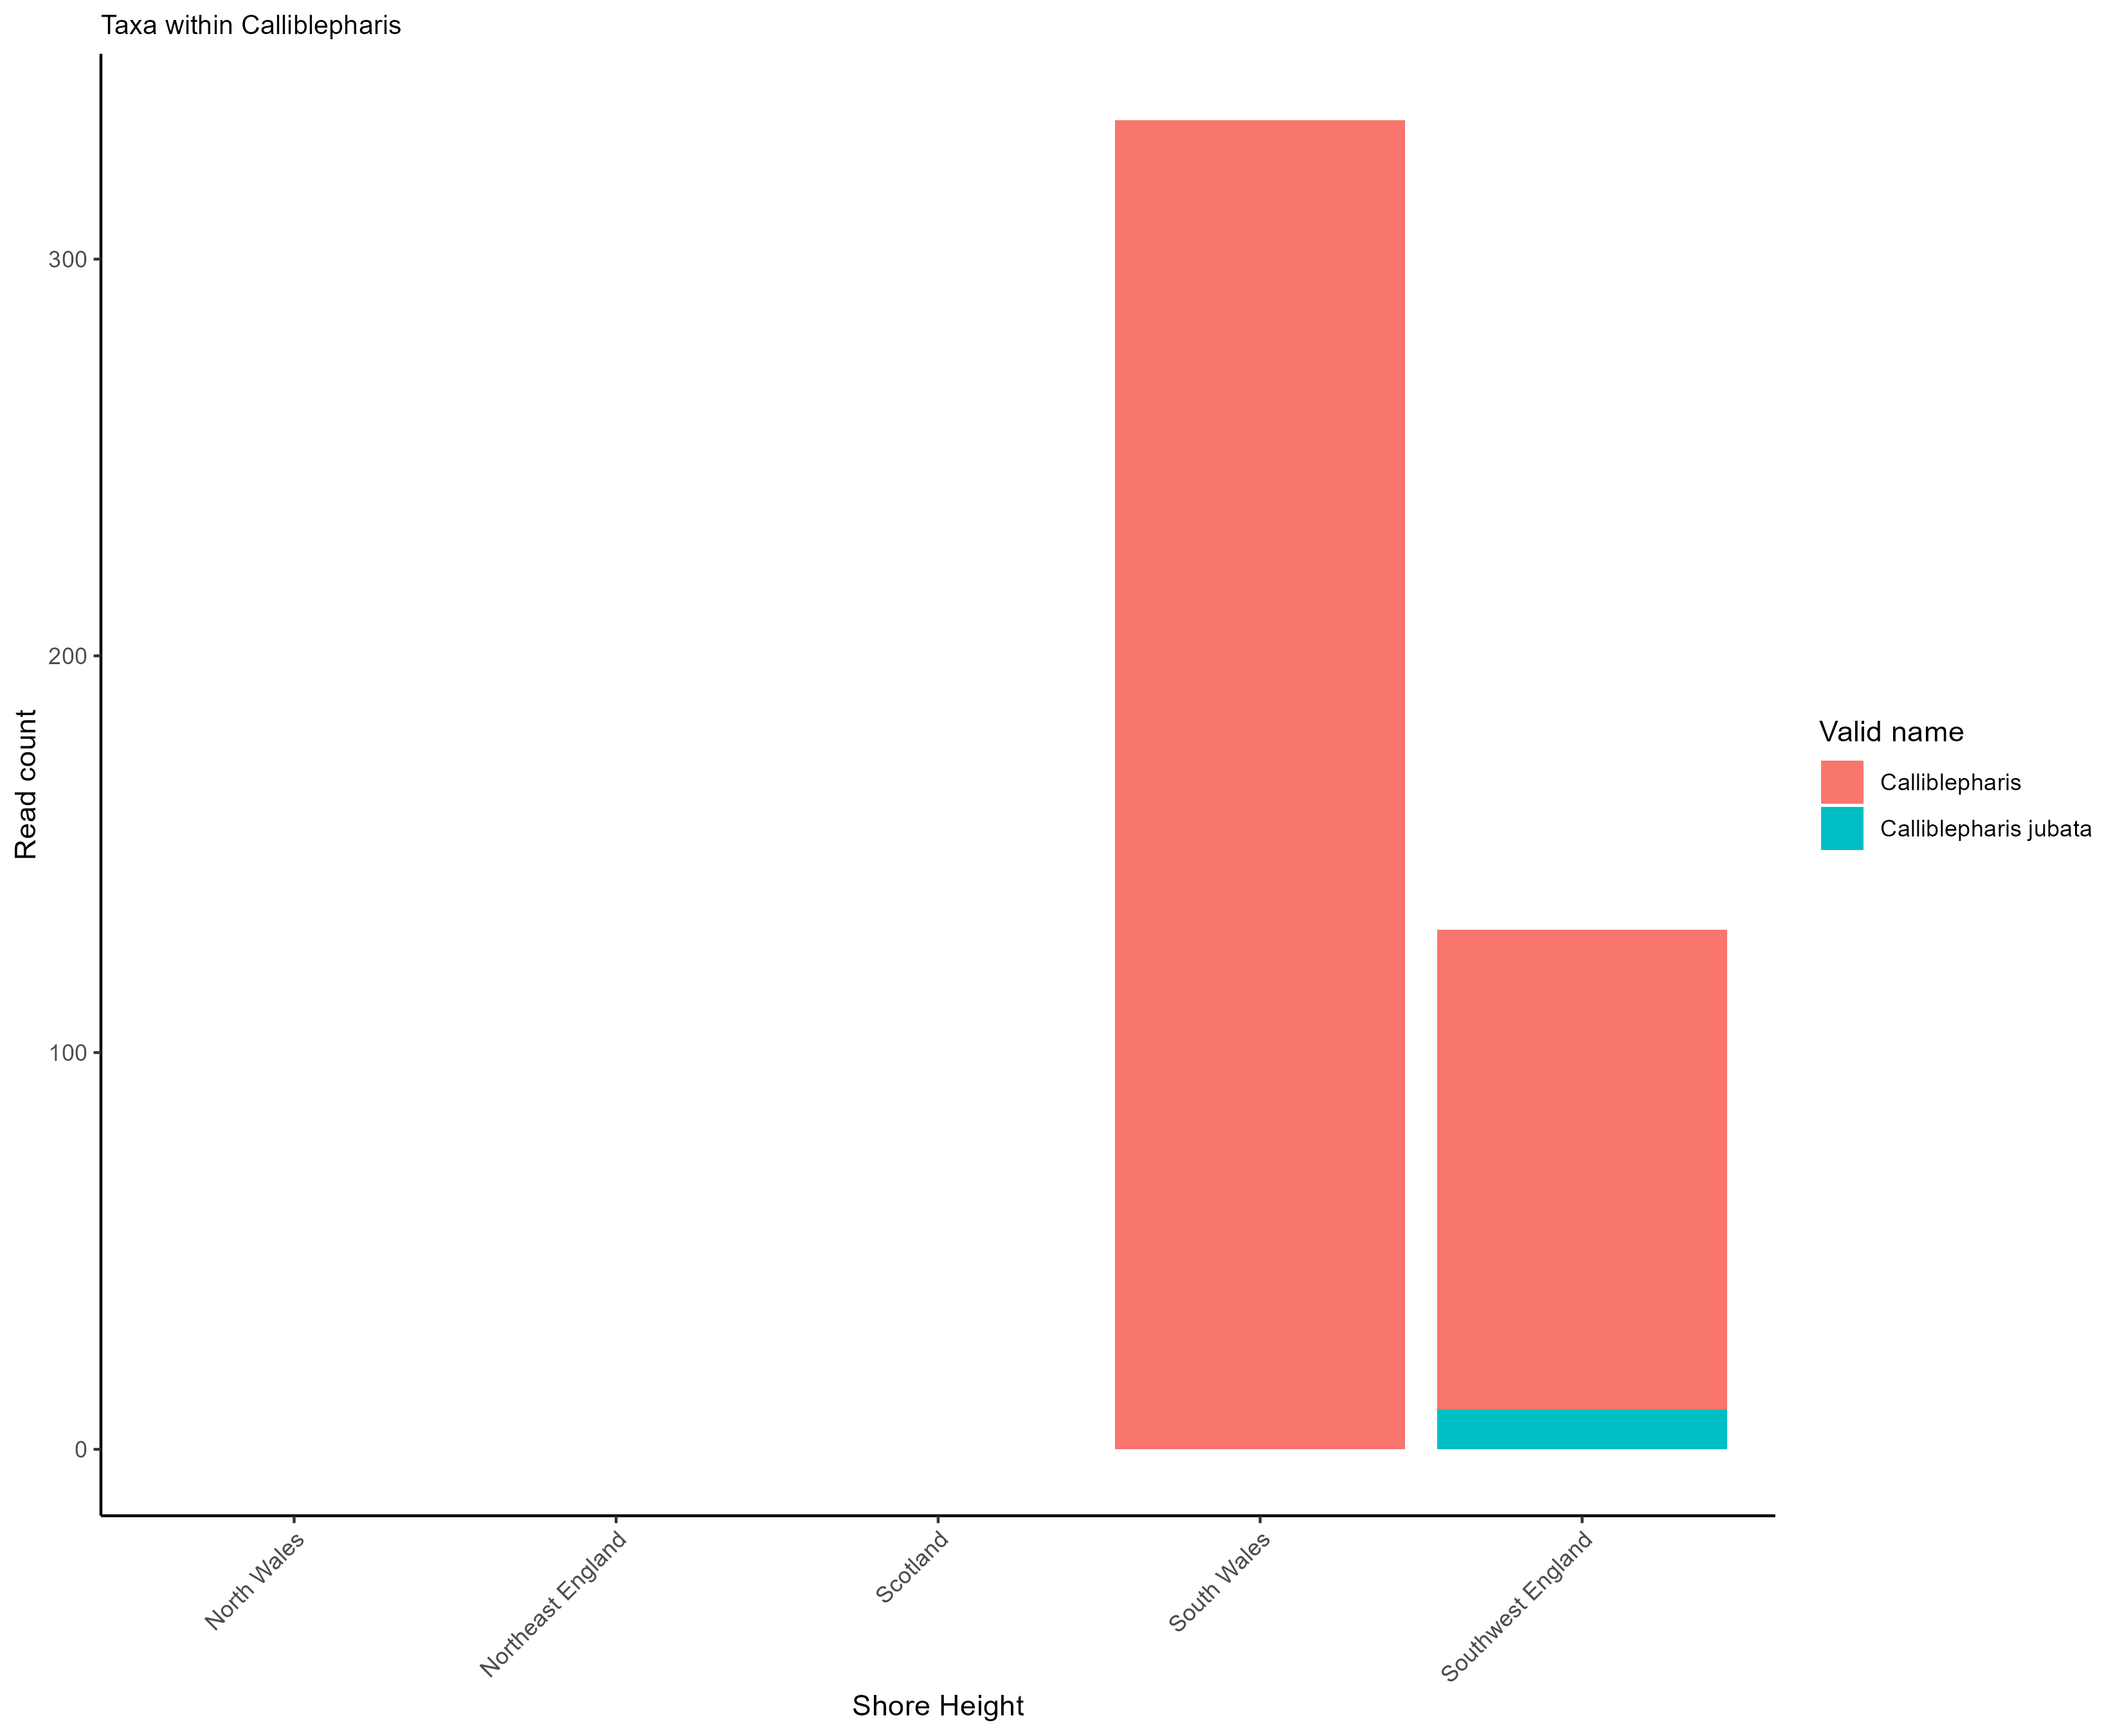 Taxa within Calliblepharis
300
200
100
0
Read count
North Wales
Northeast England
Scotland
South Wales
Southwest England
Shore Height
Valid name
Calliblepharis
Calliblepharis jubata